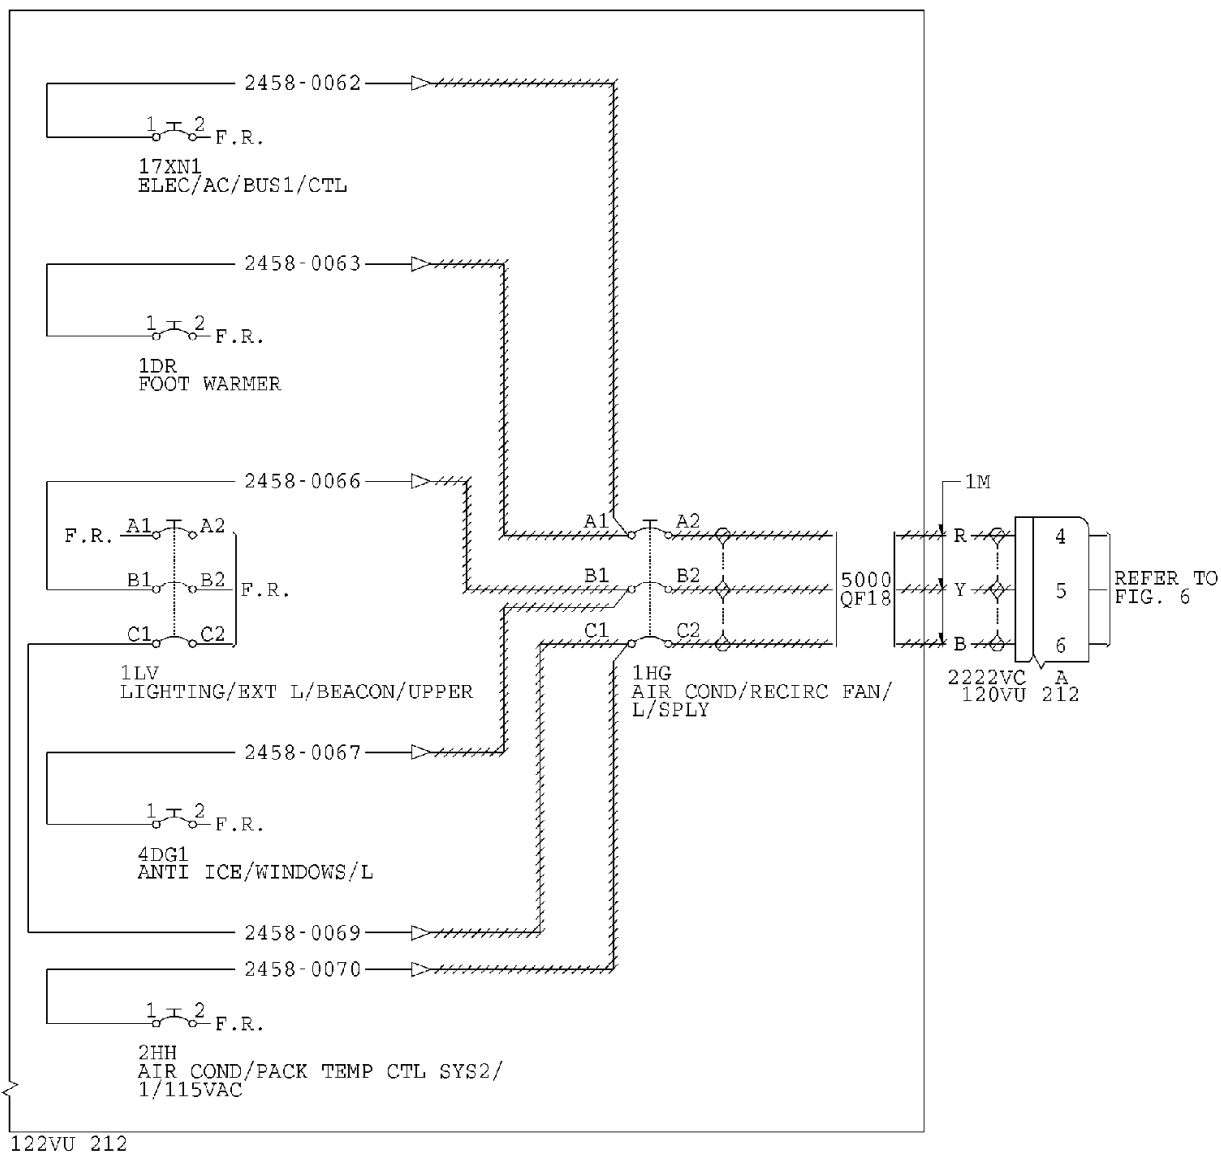 2458-0062
1 2 F.R.
17XN1
ELEC/AC/BUS1/CTL
2458-0063
1 2 F.R.
1DR
FOOT WARMER
2458-0066
1M
F.R. A1 A2
A1 A2
R 4
B1 B2 F.R.
B1 B2
5000
QF18
Y 5
REFER TO
FIG. 6
C1 C2
C1 C2
B 6
1LV
LIGHTING/EXT L/BEACON/UPPER
1HG
AIR COND/RECIRC FAN/
L/SPLY
2222VC A
120VU 212
2458-0067
1 2 F.R.
4DG1
ANTI ICE/WINDOWS/L
2458-0069
2458-0070
1 2 F.R.
2HH
AIR COND/PACK TEMP CTL SYS2/
1/115VAC
122VU 212